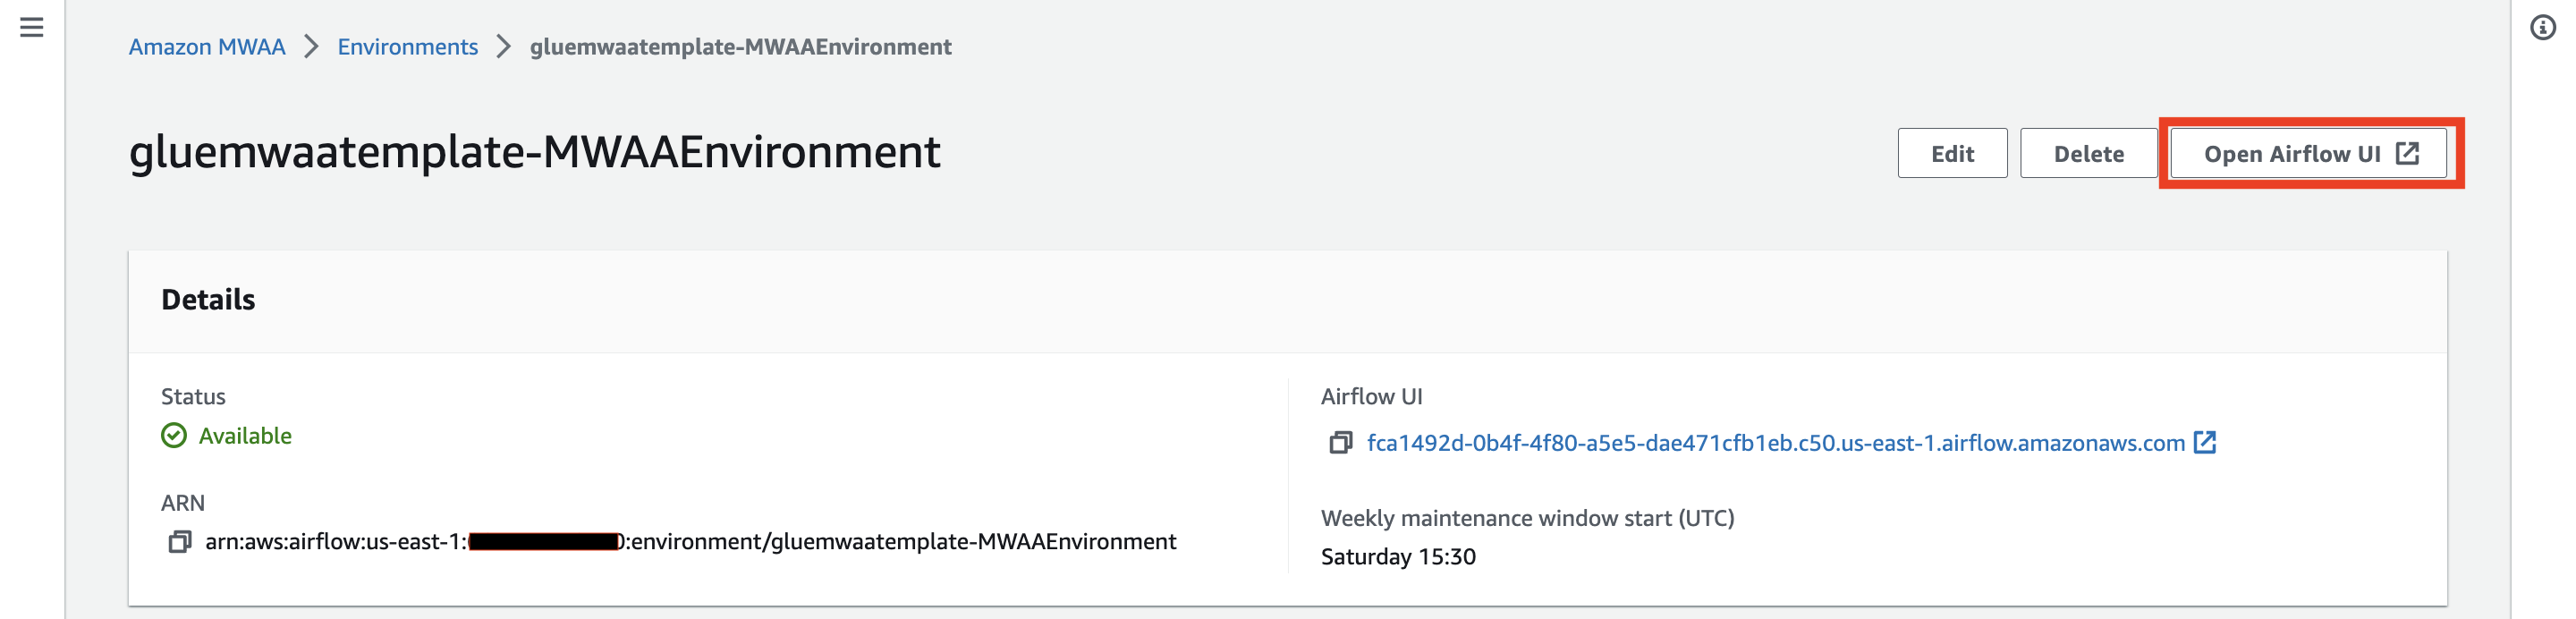 Amazon MWAA > Environments > gluemwaatemplate-MWAAEnvironment
gluemwaatemplate-MWAAEnvironment
Edit
Delete
Open Airflow UI
Details
Status
Available
ARN
arn:aws:airflow:us-east-1: 0:environment/gluemwaatemplate-MWAAEnvironment
Airflow UI
fca1492d-0b4f-4f80-a5e5-dae471cfb1eb.c50.us-east-1.airflow.amazonaws.com
Weekly maintenance window start (UTC)
Saturday 15:30